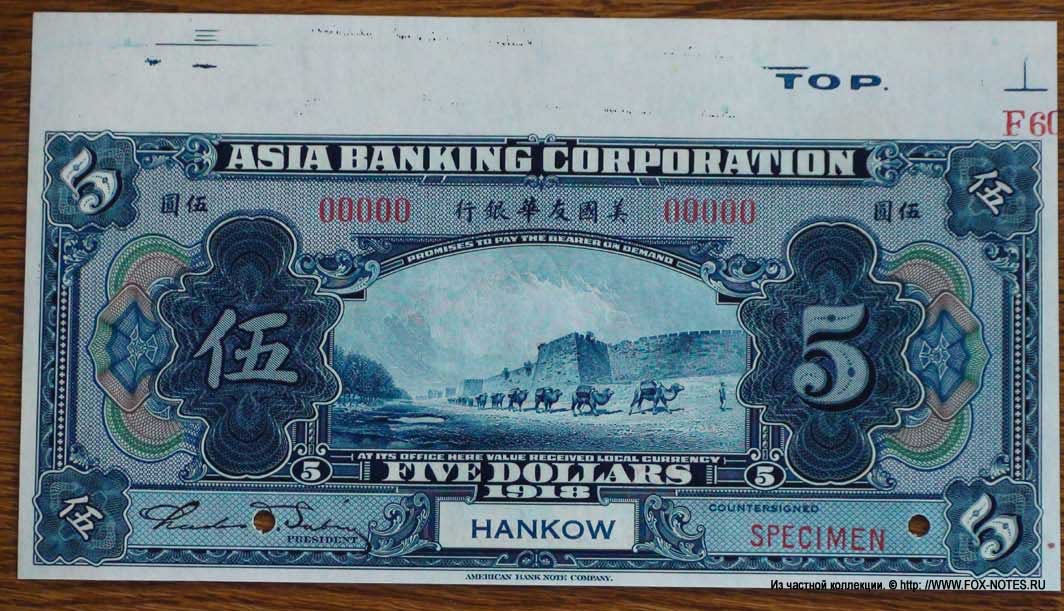 TOP.
F60
ASIA BANKING CORPORATION
5 伍
圓伍 00000 行銀華友國美 00000 圓伍
PROMISES TO PAY THE BEARER ON DEMAND
伍 5
AT ITS OFFICE HERE VALUE RECEIVED LOCAL CURRENCY
5 FIVE DOLLARS 5
1918
伍 5
PRESIDENT
HANKOW
COUNTERSIGNED
SPECIMEN
AMERICAN BANK NOTE COMPANY.
Из частной коллекции. © http: //WWW.FOX-NOTES.RU